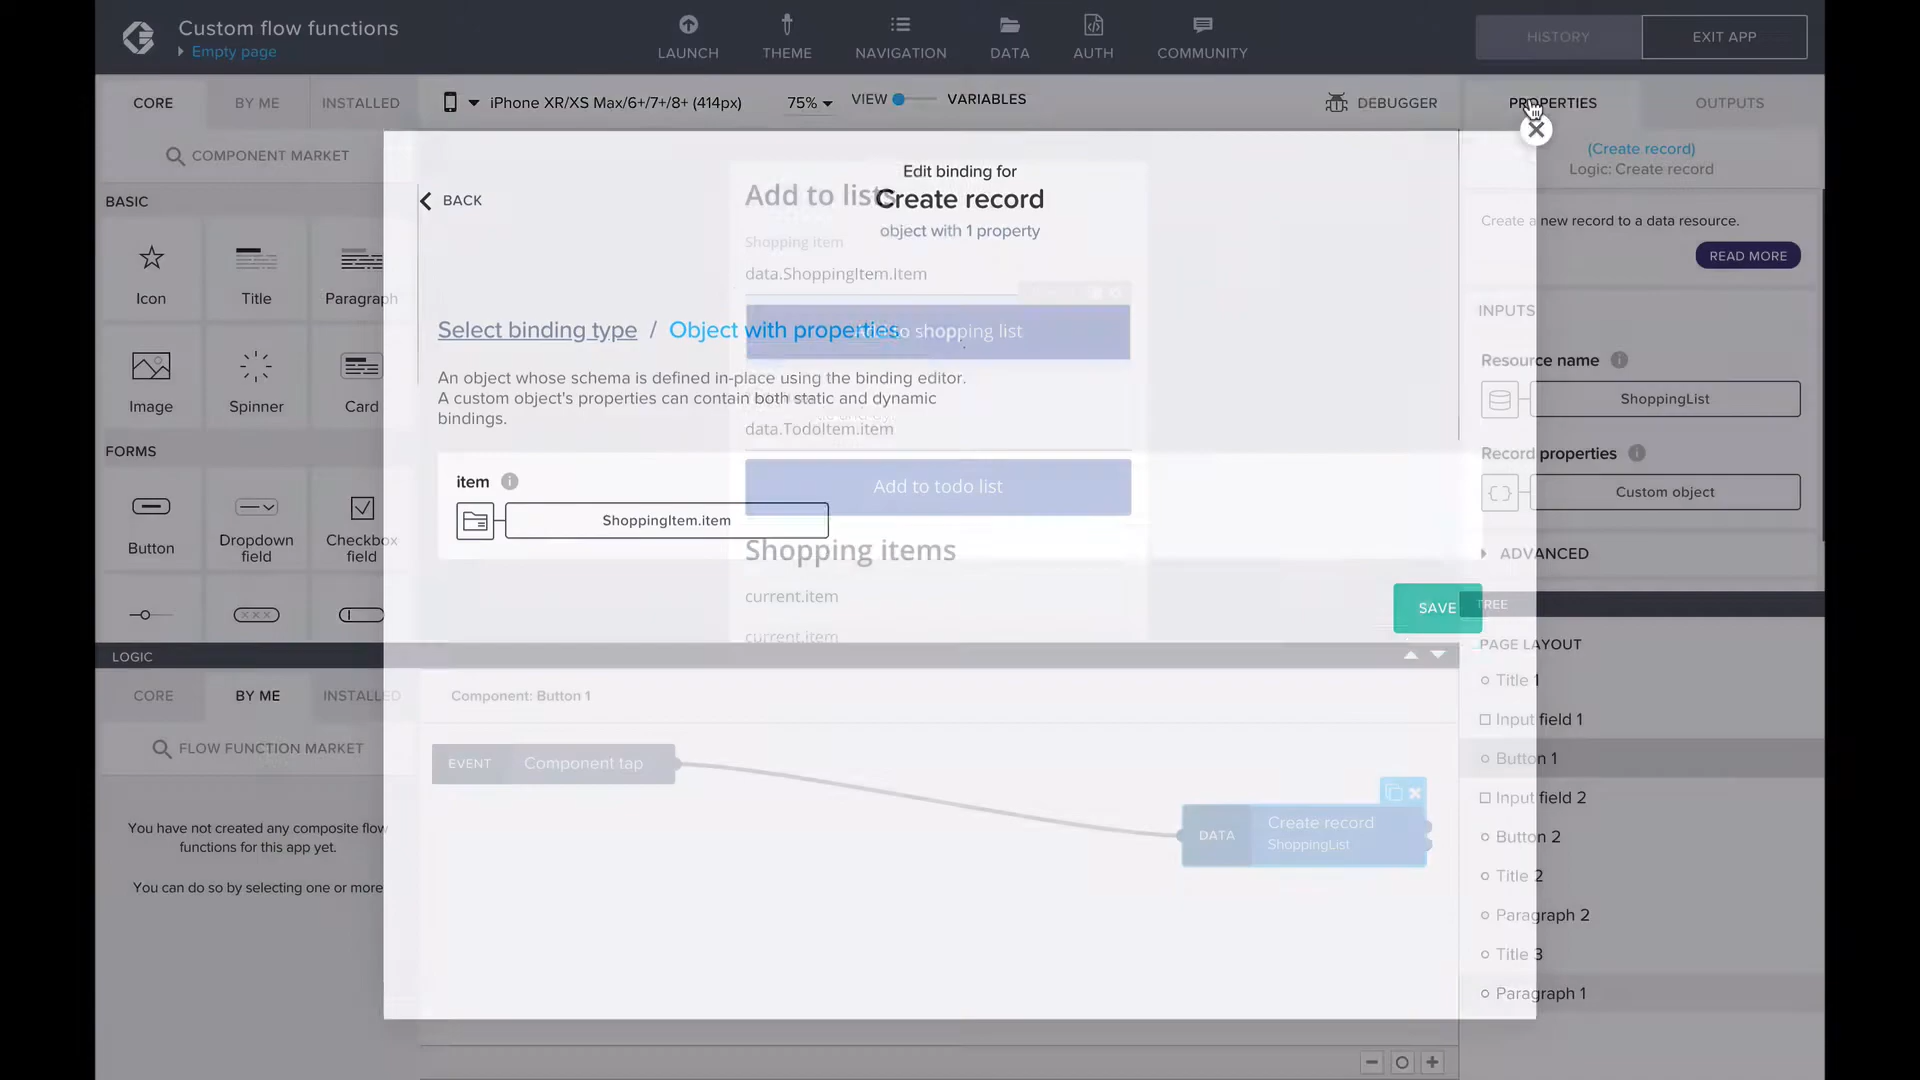 Custom flow functions
Empty page
LAUNCH
THEME
NAVIGATION
DATA
AUTH
COMMUNITY
HISTORY
EXIT APP
CORE
BY ME
INSTALLED
iPhone XR/XS Max/6+/7+/8+ (414px)
75%
VIEW
VARIABLES
DEBUGGER
PROPERTIES
OUTPUTS
COMPONENT MARKET
BASIC
Icon
Title
Paragraph
Image
Spinner
Card
FORMS
Button
Dropdown
field
Checkbox
field
BACK
Edit binding for
Create record
object with 1 property
Add to lists
Shopping item
data.ShoppingItem.Item
Select binding type / Object with properties
to shopping list
An object whose schema is defined in-place using the binding editor.
A custom object's properties can contain both static and dynamic
bindings.
data.TodoItem.item
item
ShoppingItem.item
Add to todo list
Shopping items
current.item
current.item
SAVE
(Create record)
Logic: Create record
Create a new record to a data resource.
READ MORE
INPUTS
Resource name
ShoppingList
Record properties
Custom object
ADVANCED
TREE
PAGE LAYOUT
Title 1
Input field 1
Button 1
Input field 2
Button 2
Title 2
Paragraph 2
Title 3
Paragraph 1
LOGIC
CORE
BY ME
INSTALLED
FLOW FUNCTION MARKET
You have not created any composite flow
functions for this app yet.
You can do so by selecting one or more
Component: Button 1
EVENT
Component tap
DATA
Create record
ShoppingList